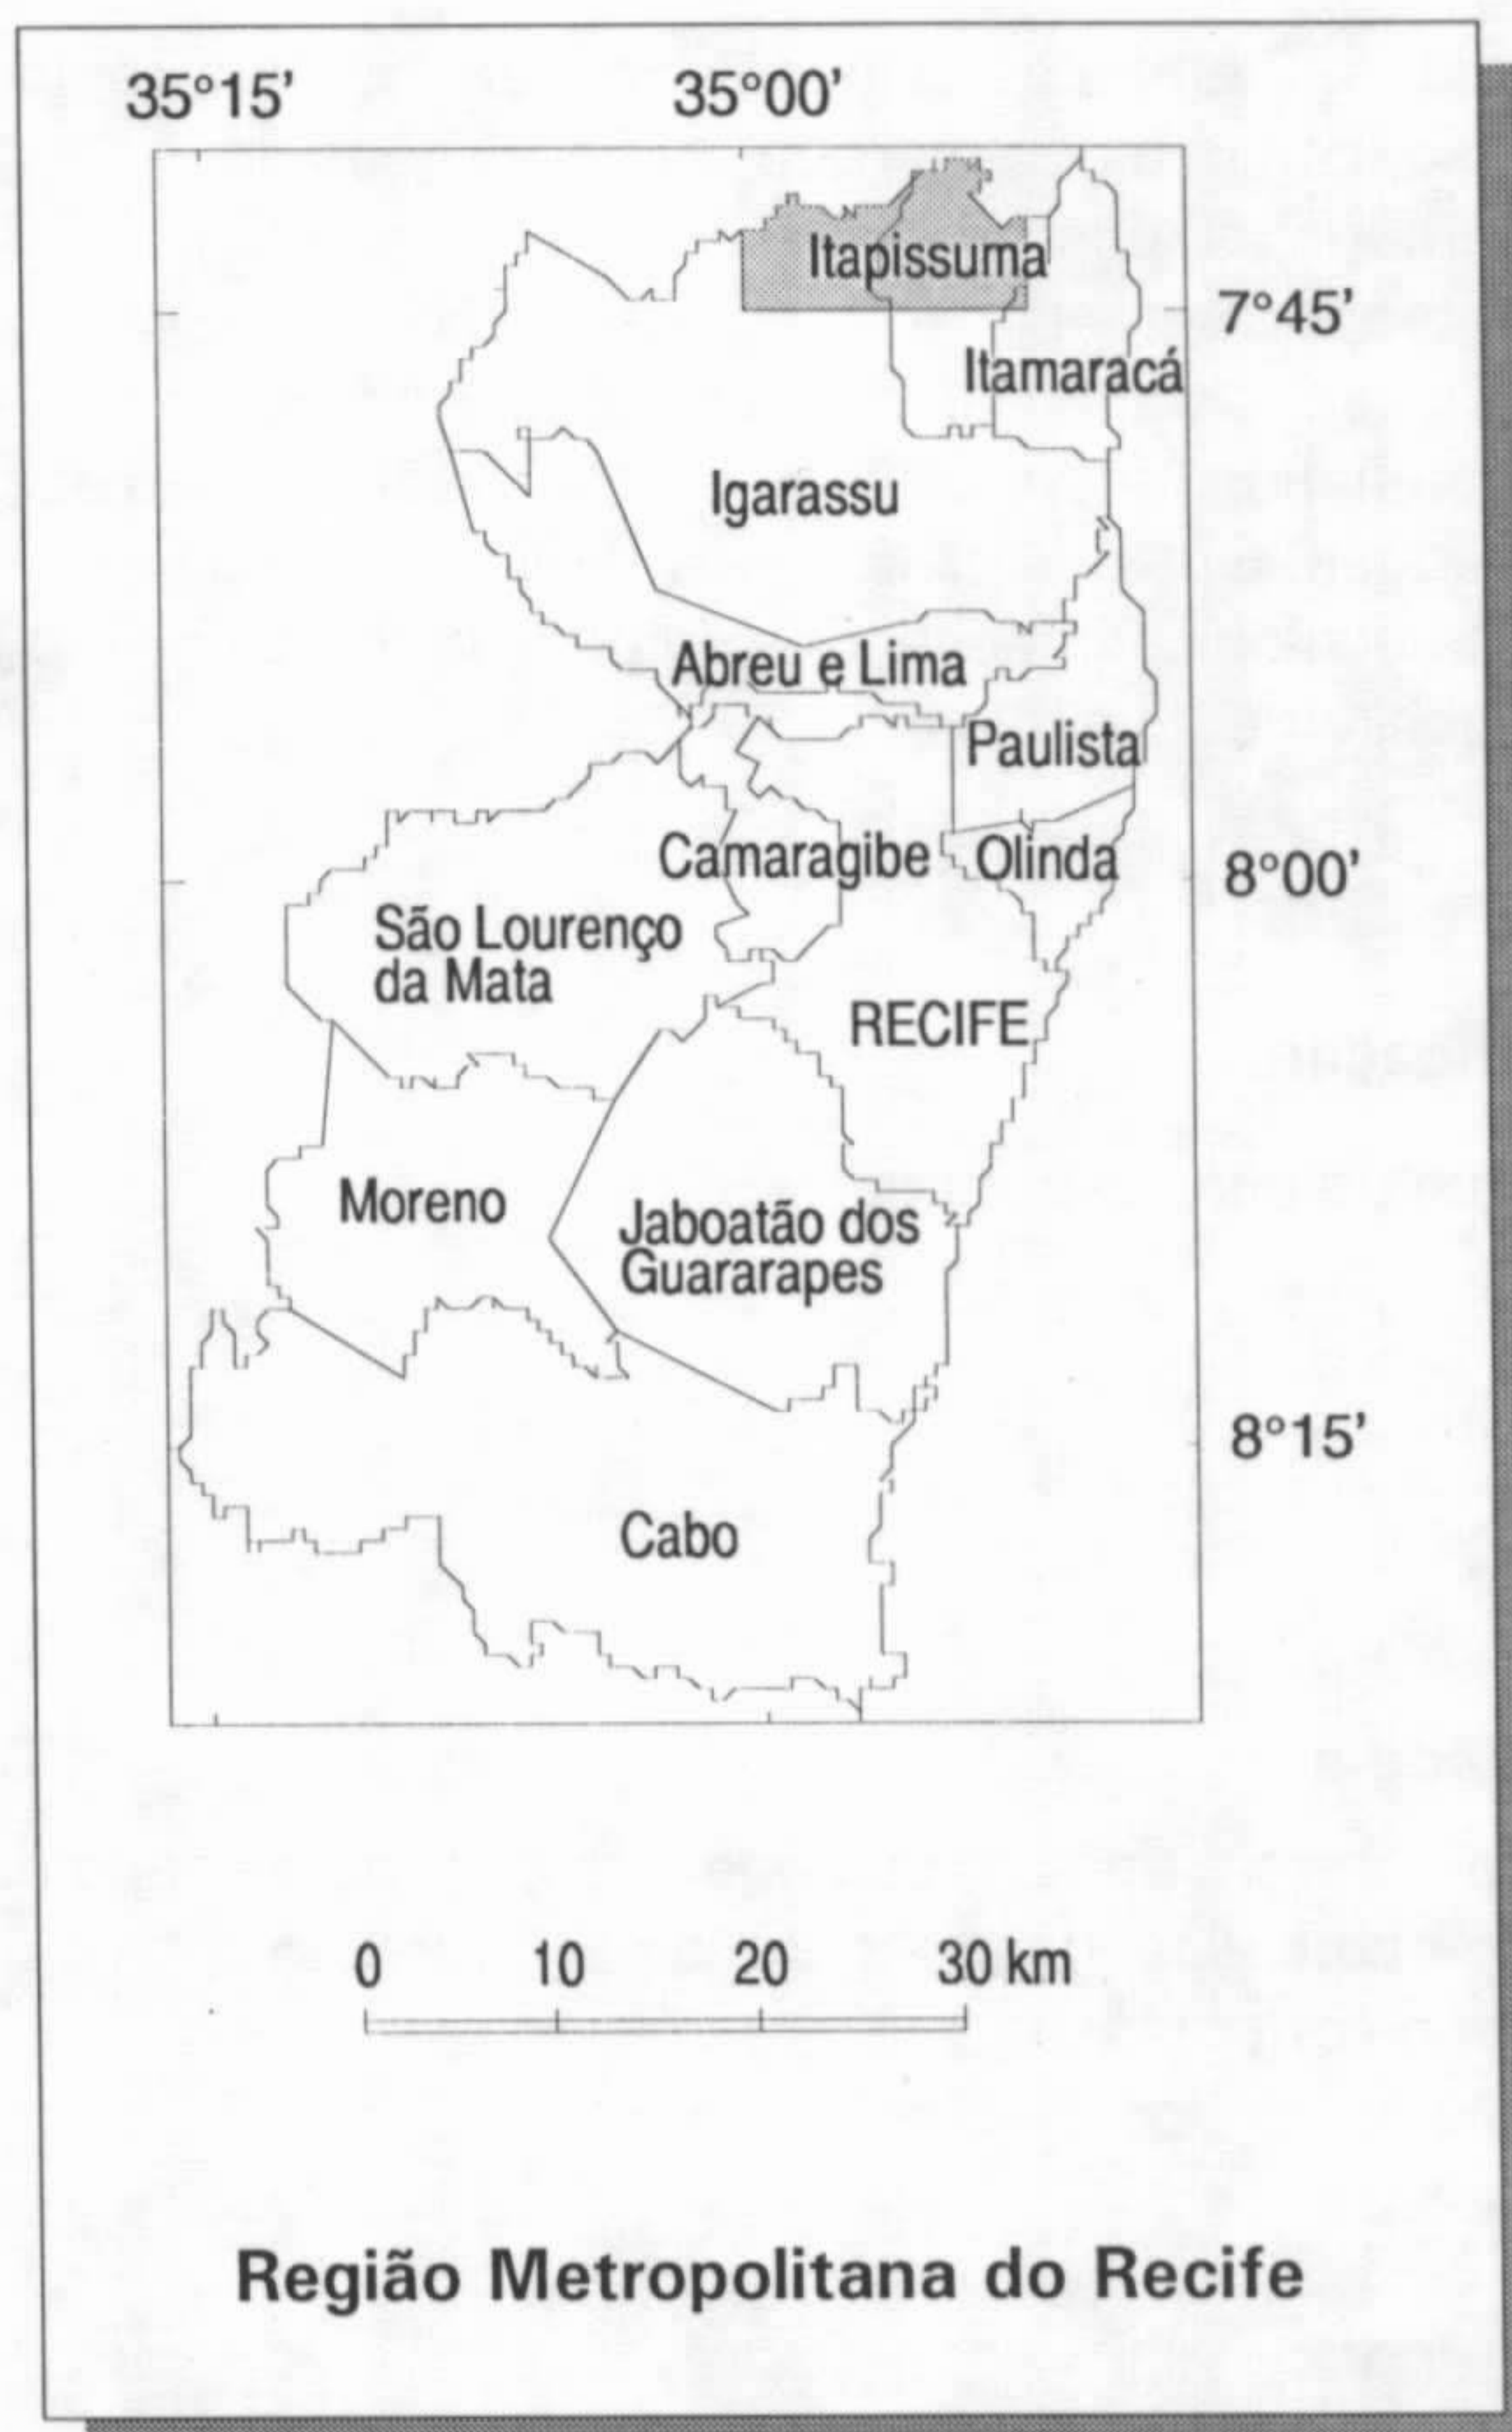 35°15' 35°00'
Itapissuma
7°45'
Itamaracá
Igarassu
Abreu e Lima
Paulista
Camaragibe Olinda
8°00'
São Lourenço
da Mata
RECIFE
Moreno
Jaboatão dos
Guararapes
8°15'
Cabo
0 10 20 30 km
Região Metropolitana do Recife